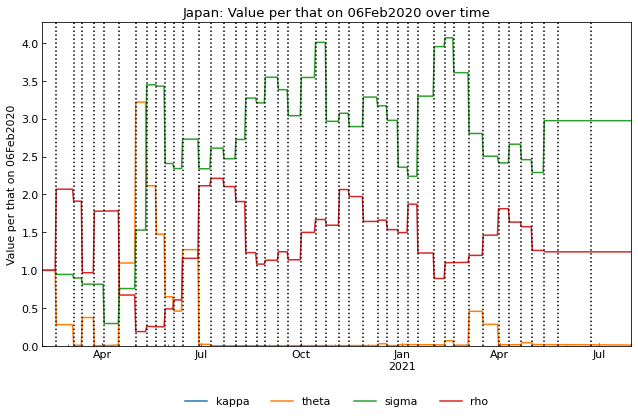 Japan: Value per that on 06Feb2020 over time
Value per that on 06Feb2020
4.0
3.5
3.0
2.5
2.0
1.5
1.0
0.5
0.0
Apr Jul Oct Jan Apr Jul
2021
kappa theta sigma rho